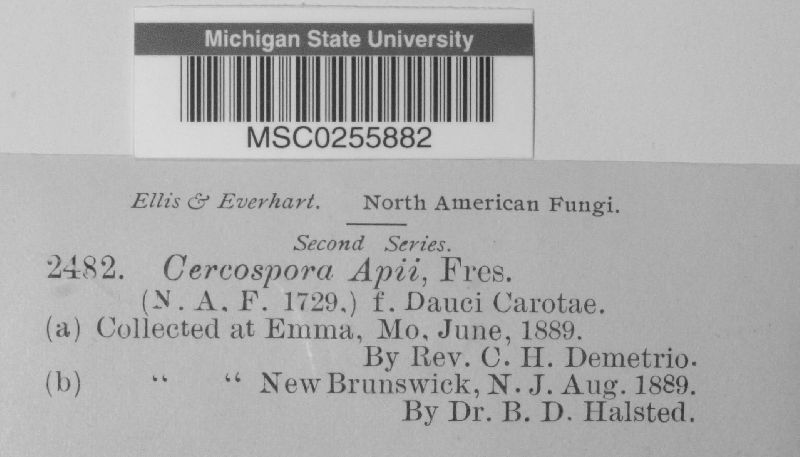 Michigan State University
MSC0255882
Ellis & Everhart. North American Fungi.
Second Series.
2482. Cercospora Apii, Fres.
(N. A. F. 1729.) f. Dauci Carotae.
(a) Collected at Emma, Mo. June, 1889.
By Rev. C. H. Demetrio.
(b) “ “ New Brunswick, N. J. Aug. 1889.
By Dr. B. D. Halsted.